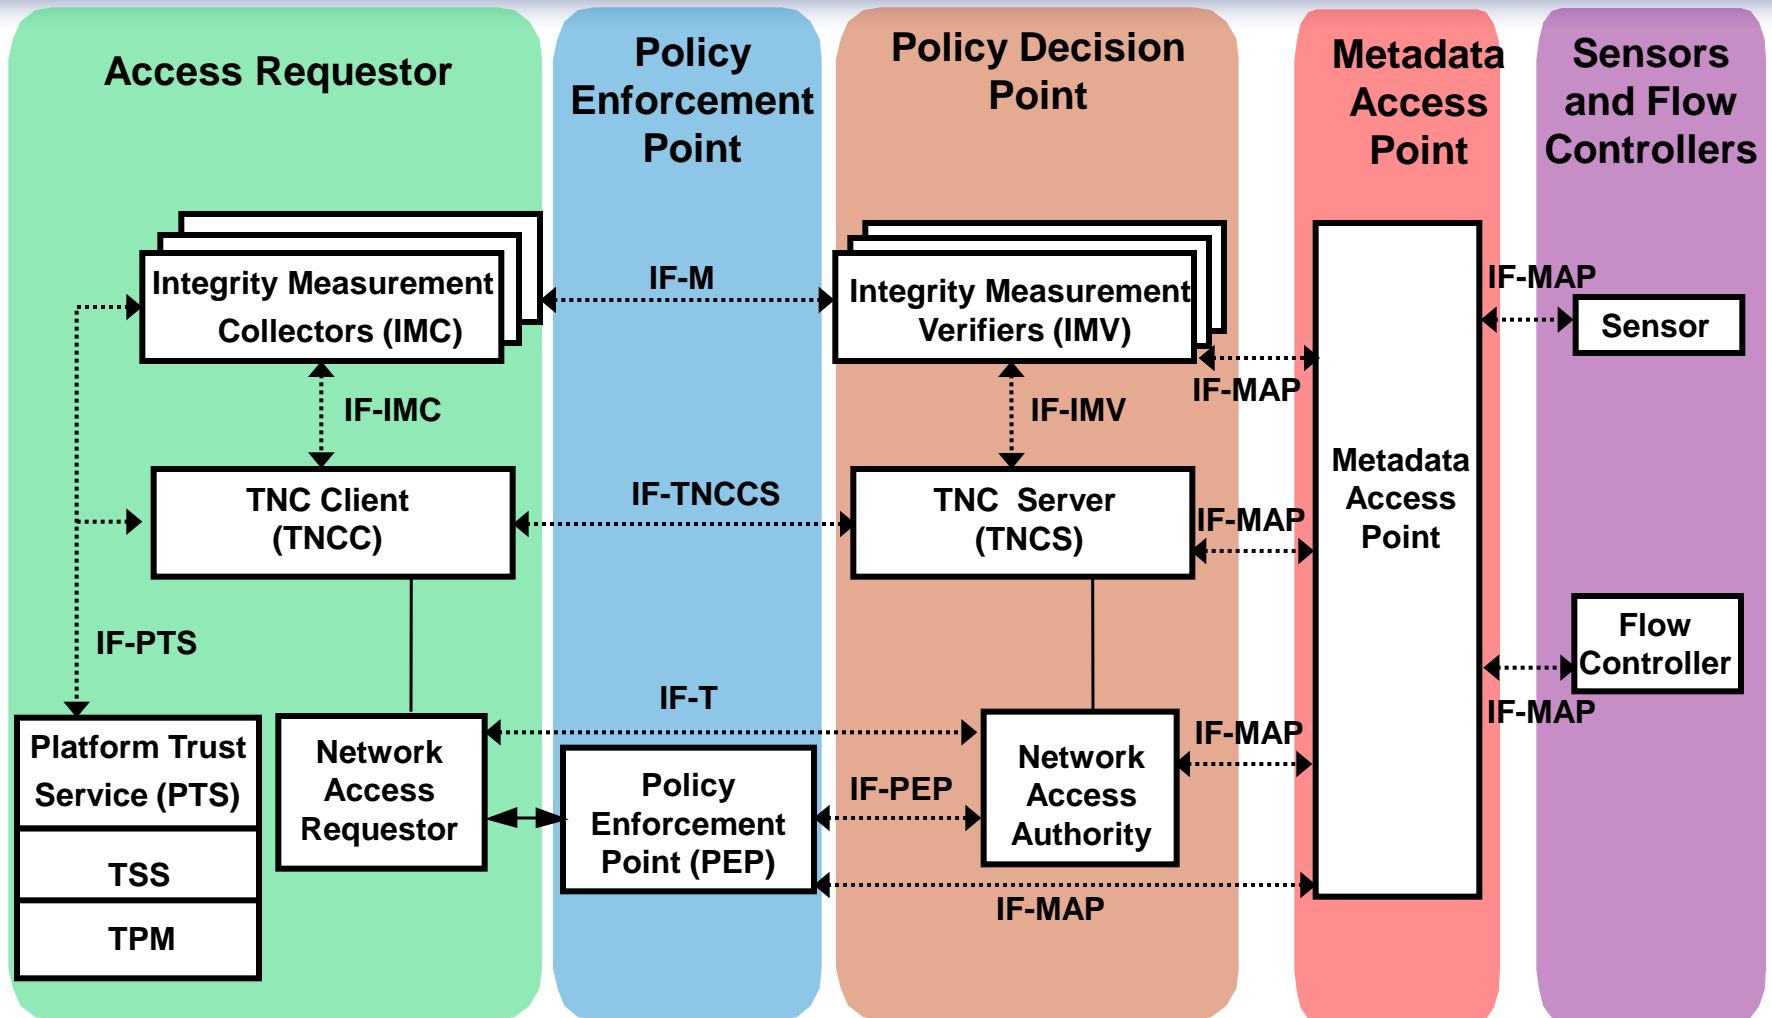 Access Requestor
Policy
Enforcement
Point
Policy Decision
Point
Metadata
Access
Point
Sensors
and Flow
Controllers
Integrity Measurement
Collectors (IMC)
IF-M
Integrity Measurement
Verifiers (IMV)
IF-MAP
IF-MAP
Sensor
IF-IMC
IF-IMV
TNC Client
(TNCC)
IF-TNCCS
TNC Server
(TNCS)
IF-MAP
Metadata
Access
Point
IF-PTS
IF-T
IF-MAP
Flow
Controller
IF-MAP
Platform Trust
Service (PTS)
TSS
TPM
Network
Access
Requestor
Policy
Enforcement
Point (PEP)
IF-PEP
Network
Access
Authority
IF-MAP